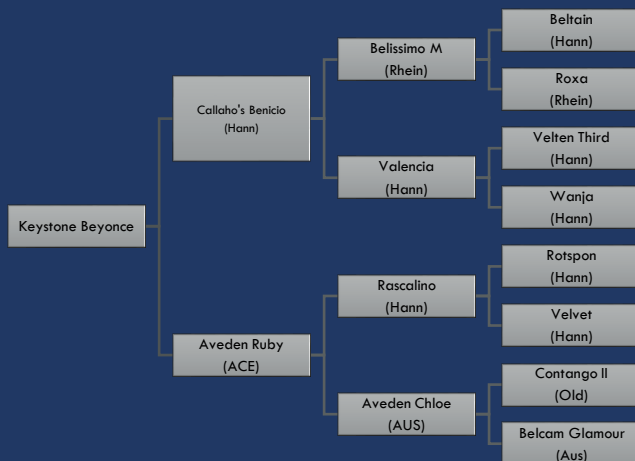 Keystone Beyonce
Callaho's Benicio
(Hann)
Aveden Ruby
(ACE)
Belissimo M
(Rhein)
Valencia
(Hann)
Rascalino
(Hann)
Aveden Chloe
(AUS)
Beltain
(Hann)
Roxa
(Rhein)
Velten Third
(Hann)
Wanja
(Hann)
Rotspon
(Hann)
Velvet
(Hann)
Contango II
(Old)
Belcam Glamour
(Aus)